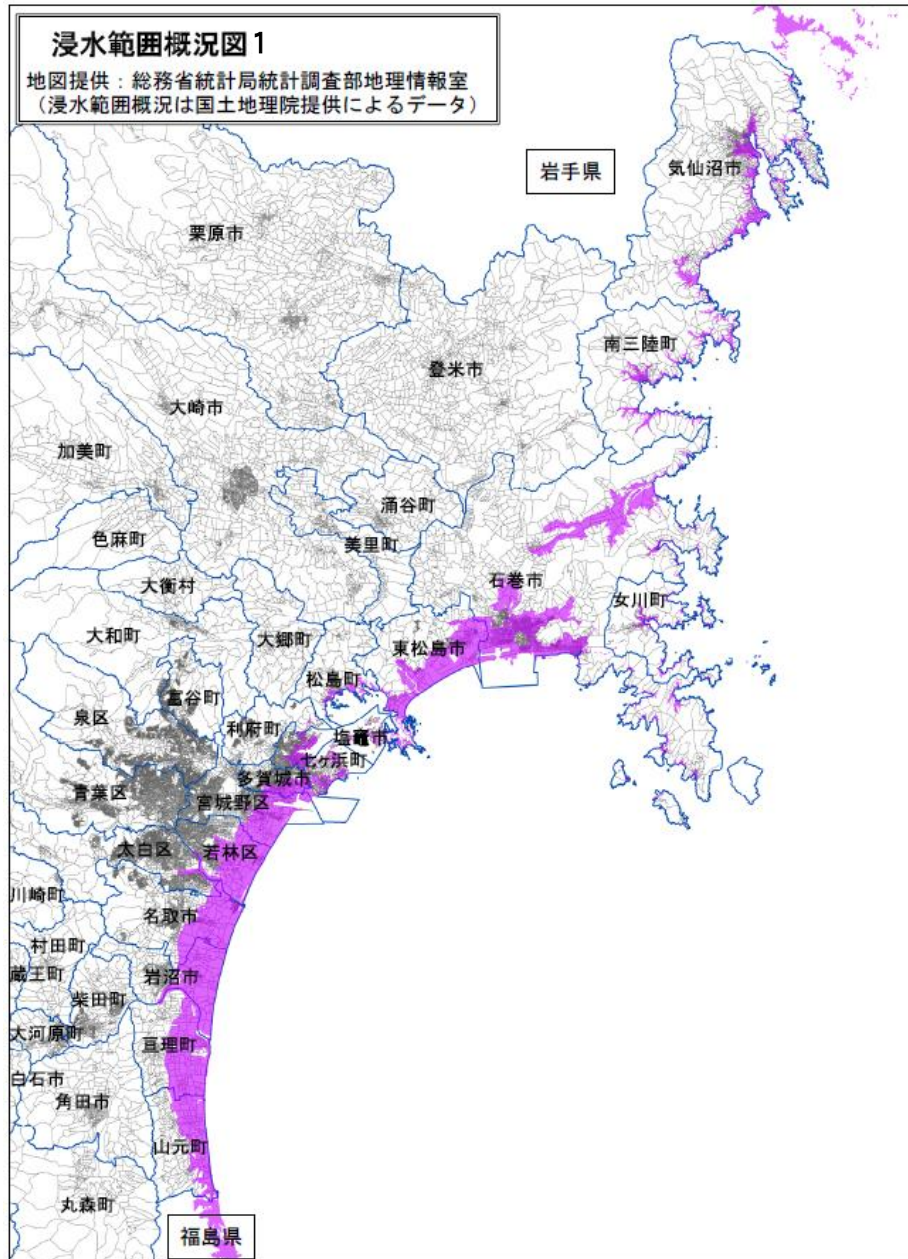 浸水範囲概況図1
地図提供：総務省統計局統計調査部地理情報室
（浸水範囲概況は国土地理院提供によるデータ）
岩手県
気仙沼市
栗原市
南三陸町
登米市
大崎市
加美町
涌谷町
色麻町
美里町
大衡村
石巻市
女川町
大和町
大郷町
東松島市
松島町
富谷町
泉区
利府町
塩竈市
七ヶ浜町
多賀城市
青葉区
宮城野区
太白区
若林区
川崎町
名取市
村田町
蔵王町
岩沼市
柴田町
大河原町
亘理町
白石市
角田市
山元町
丸森町
福島県